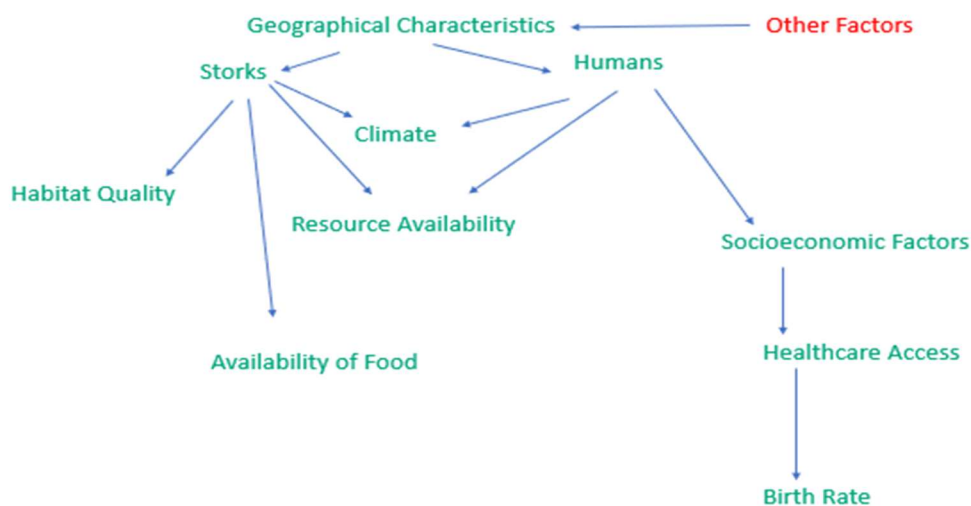 Geographical Characteristics
Other Factors
Storks
Humans
Climate
Habitat Quality
Resource Availability
Socioeconomic Factors
Availability of Food
Healthcare Access
Birth Rate